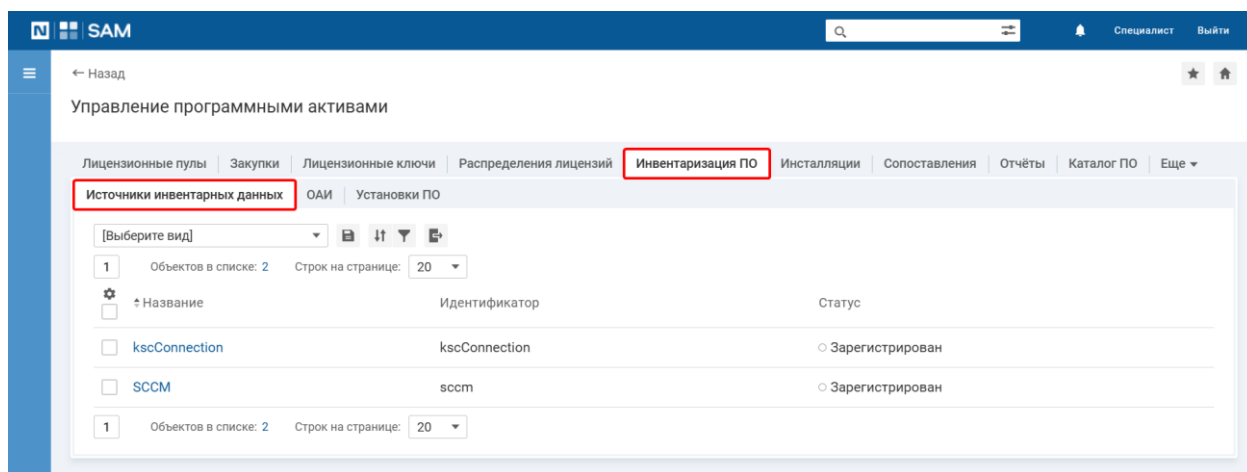 N SAM Специалист Выйти
← Назад
Управление программными активами
Лицензионные пулы Закупки Лицензионные ключи Распределения лицензий Инвентаризация ПО Инсталляции Сопоставления Отчёты Каталог ПО Еще
Источники инвентарных данных ОАИ Установки ПО
[Выберите вид]
1 Объектов в списке: 2 Строк на странице: 20
Название Идентификатор Статус
kscConnection kscConnection Зарегистрирован
SCCM sccm Зарегистрирован
1 Объектов в списке: 2 Строк на странице: 20